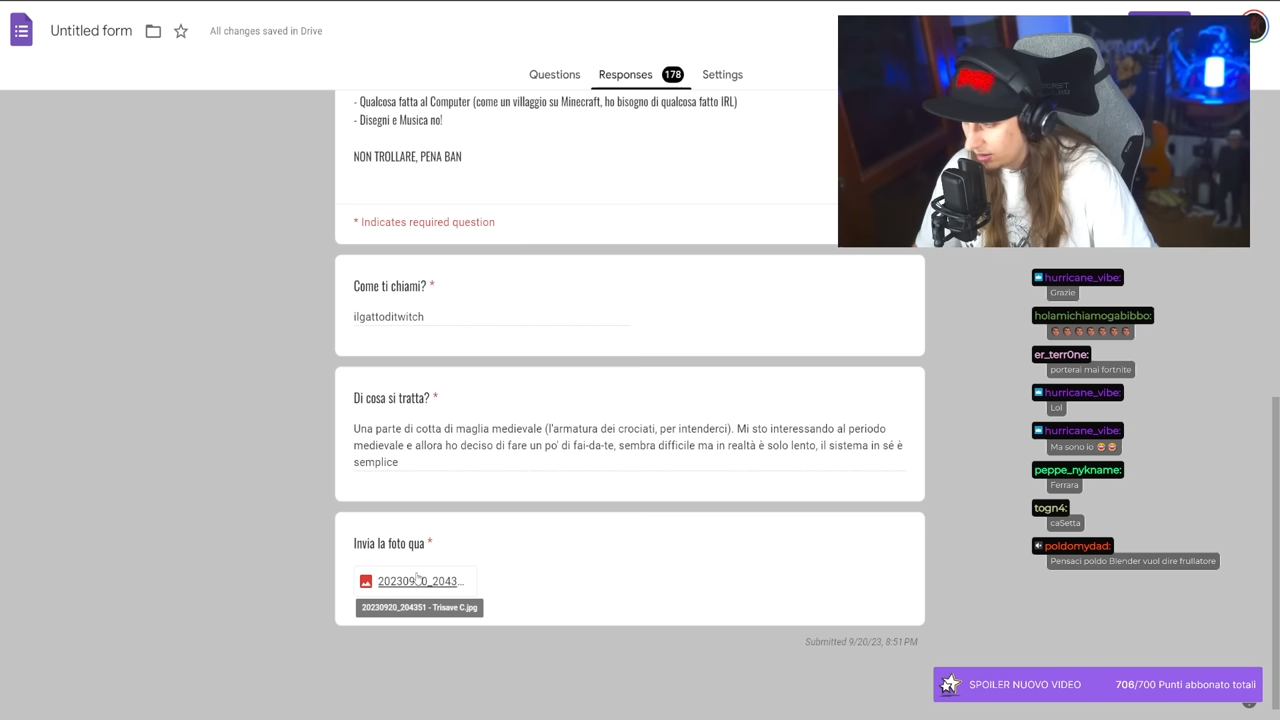 Untitled form
All changes saved in Drive
Questions
Responses
178
Settings
- Qualcosa fatta al Computer (come un villaggio su Minecraft, ho bisogno di qualcosa fatto IRL)
- Disegni e Musica no!
NON TROLLARE, PENA BAN
* Indicates required question
Come ti chiami? *
ilgattoditwitch
Di cosa si tratta? *
Una parte di cotta di maglia medievale (l'armatura dei crociati, per intenderci). Mi sto interessando al periodo
medievale e allora ho deciso di fare un po' di fai-da-te, sembra difficile ma in realtà è solo lento, il sistema in sé è
semplice
Invia la foto qua *
20230920_2043...
20230920_204351 - Trisave C.jpg
Submitted 9/20/23, 8:51 PM
hurricane_vibe:
Grazie
holamichiamogabibbo:
er_terr0ne:
porterai mai fortnite
hurricane_vibe:
Lol
hurricane_vibe:
Ma sono io
peppe_nykname:
Ferrara
togn4:
caSetta
poldomydad:
Pensaci poldo Blender vuol dire frullatore
SPOILER NUOVO VIDEO
706/700 Punti abbonato totali